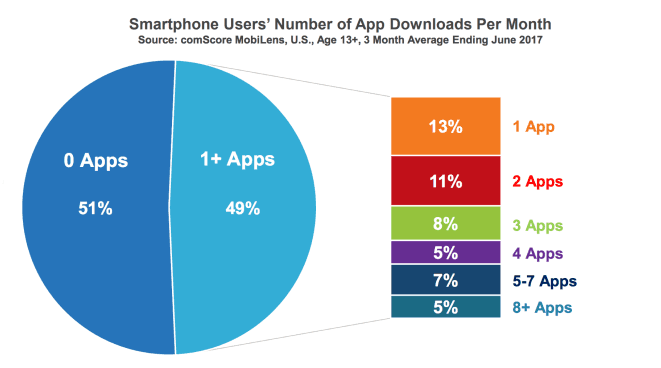 Smartphone Users' Number of App Downloads Per Month
Source: comScore MobiLens, U.S., Age 13+, 3 Month Average Ending June 2017
0 Apps
51%
1+ Apps
49%
13% 1 App
11% 2 Apps
8% 3 Apps
5% 4 Apps
7% 5-7 Apps
5% 8+ Apps